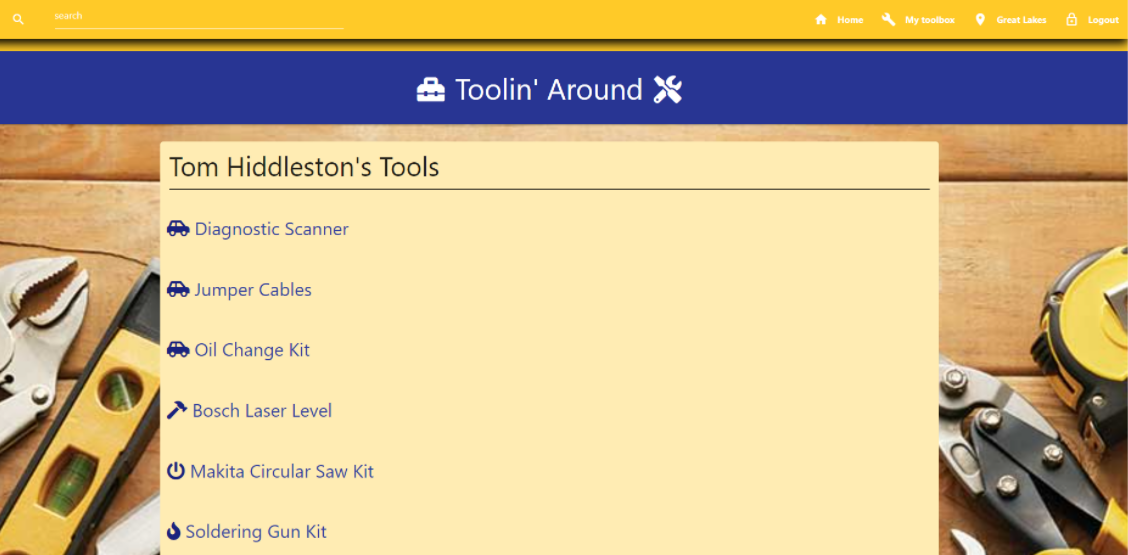 search
Home
My toolbox
Great Lakes
Logout
Toolin' Around
Tom Hiddleston's Tools
Diagnostic Scanner
Jumper Cables
Oil Change Kit
Bosch Laser Level
Makita Circular Saw Kit
Soldering Gun Kit